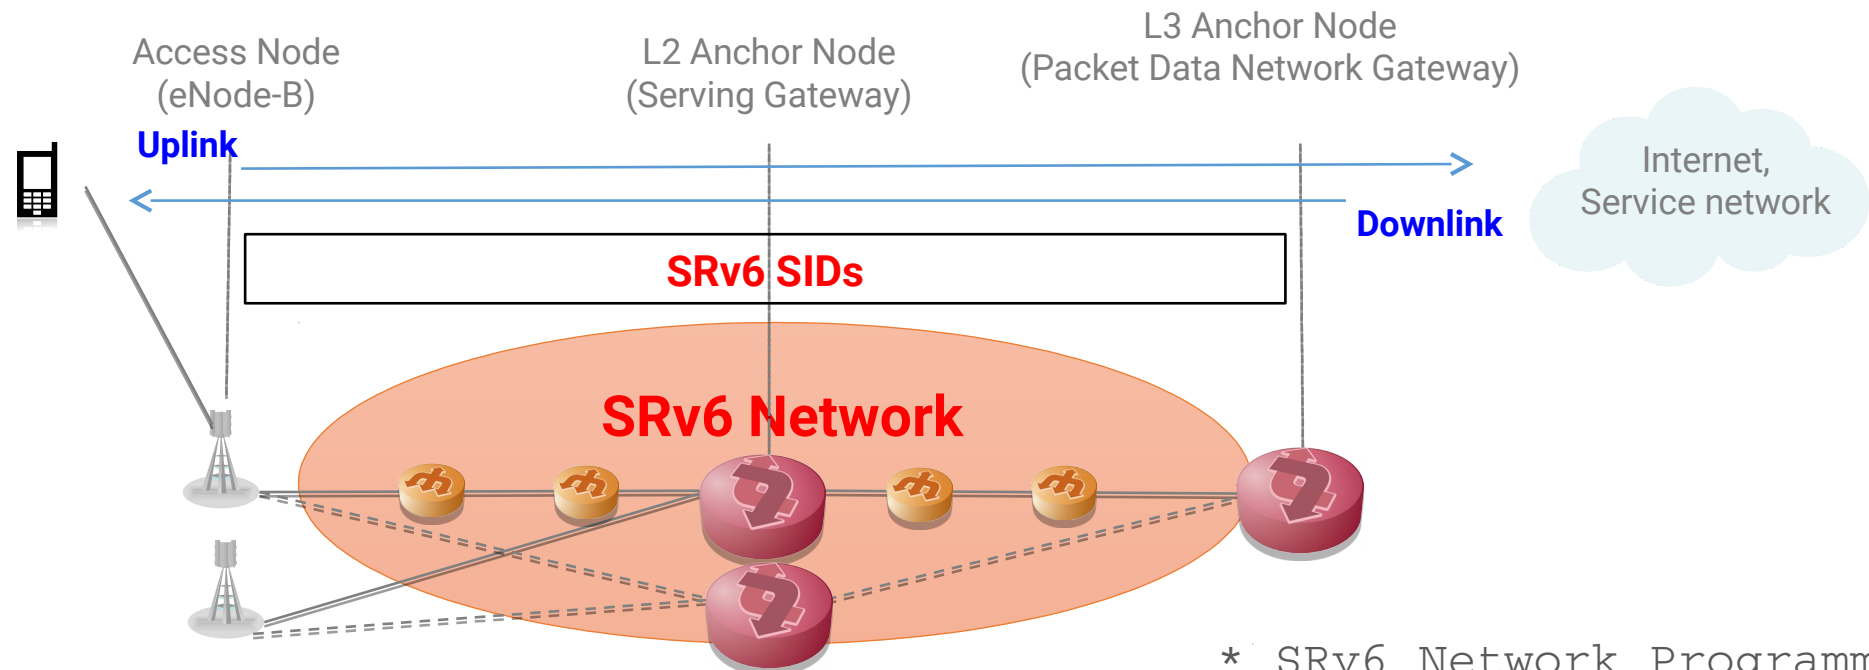 Access Node
(eNode-B)
L2 Anchor Node
(Serving Gateway)
L3 Anchor Node
(Packet Data Network Gateway)
Uplink
Internet,
Service network
Downlink
SRv6 SIDs
SRv6 Network
* SRv6 Network Programm